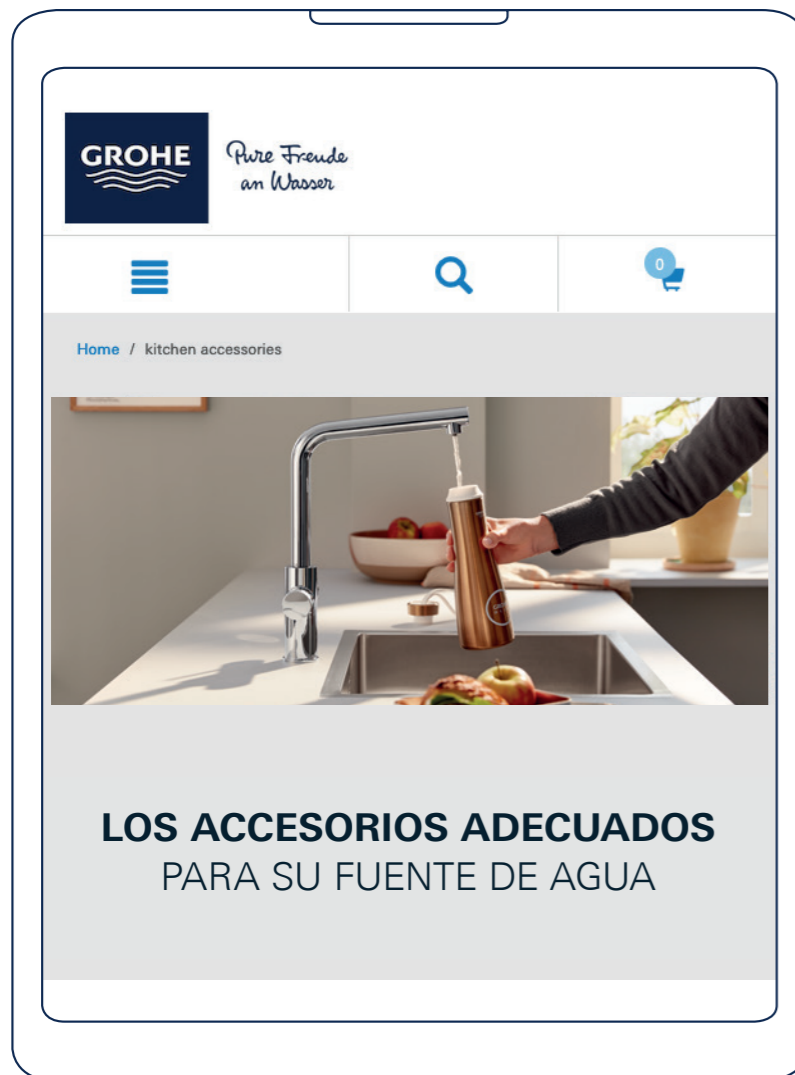 GROHE
Pure Freude
an Wasser
0
Home / kitchen accessories
LOS ACCESORIOS ADECUADOS
PARA SU FUENTE DE AGUA